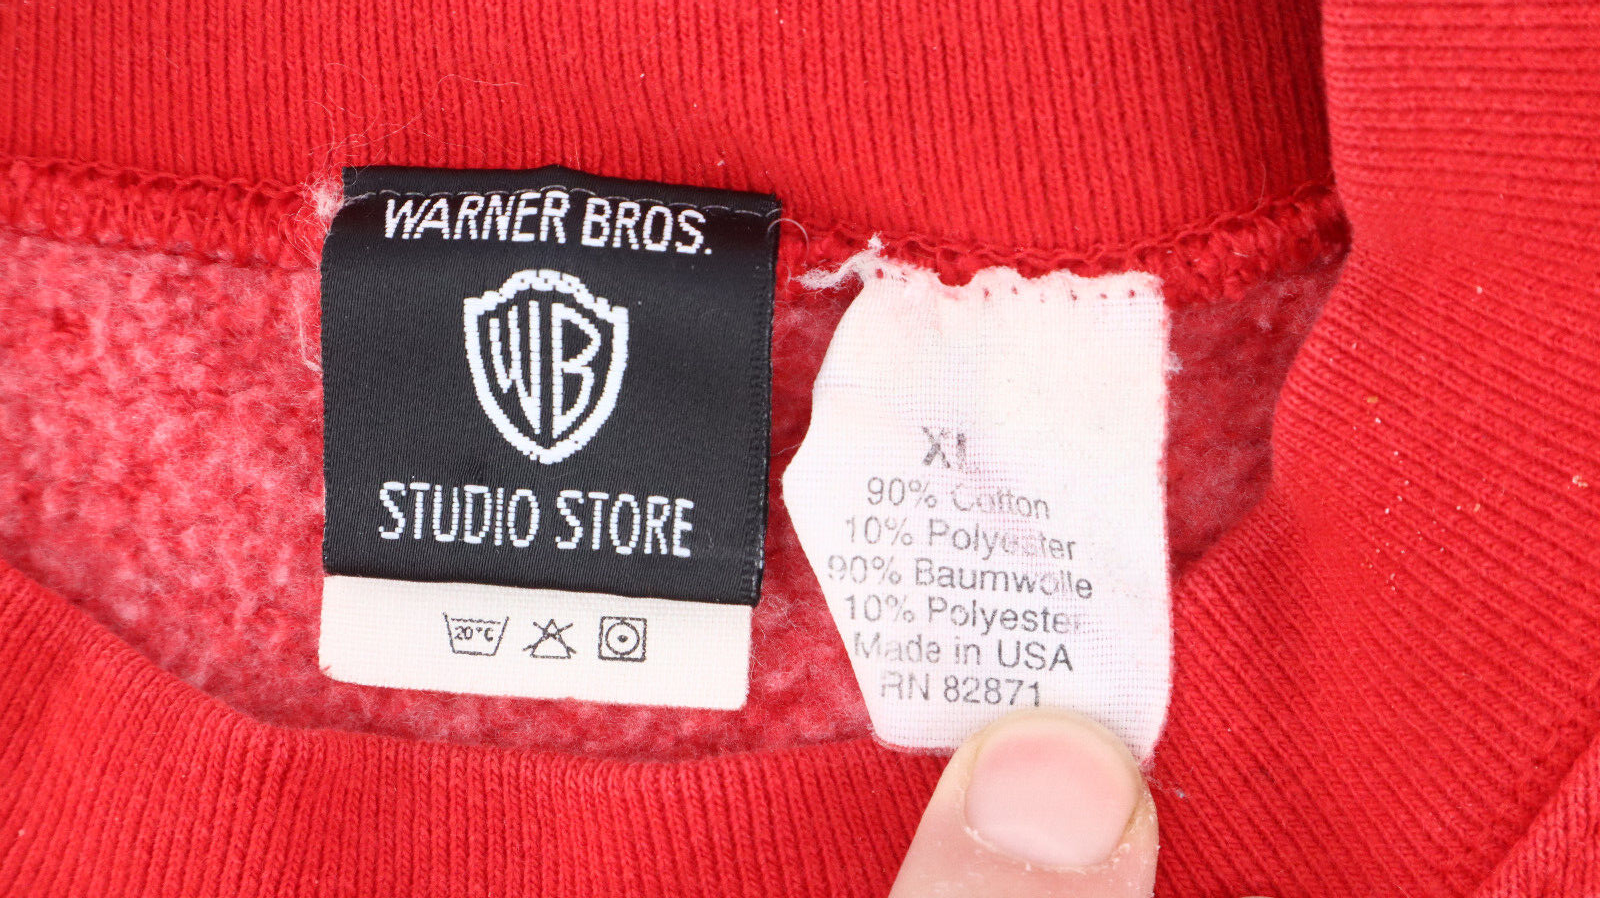 WARNER BROS.
WB
STUDIO STORE
20°C
XL
90% Cotton
10% Polyester
90% Baumwolle
10% Polyester
Made in USA
RN 82871